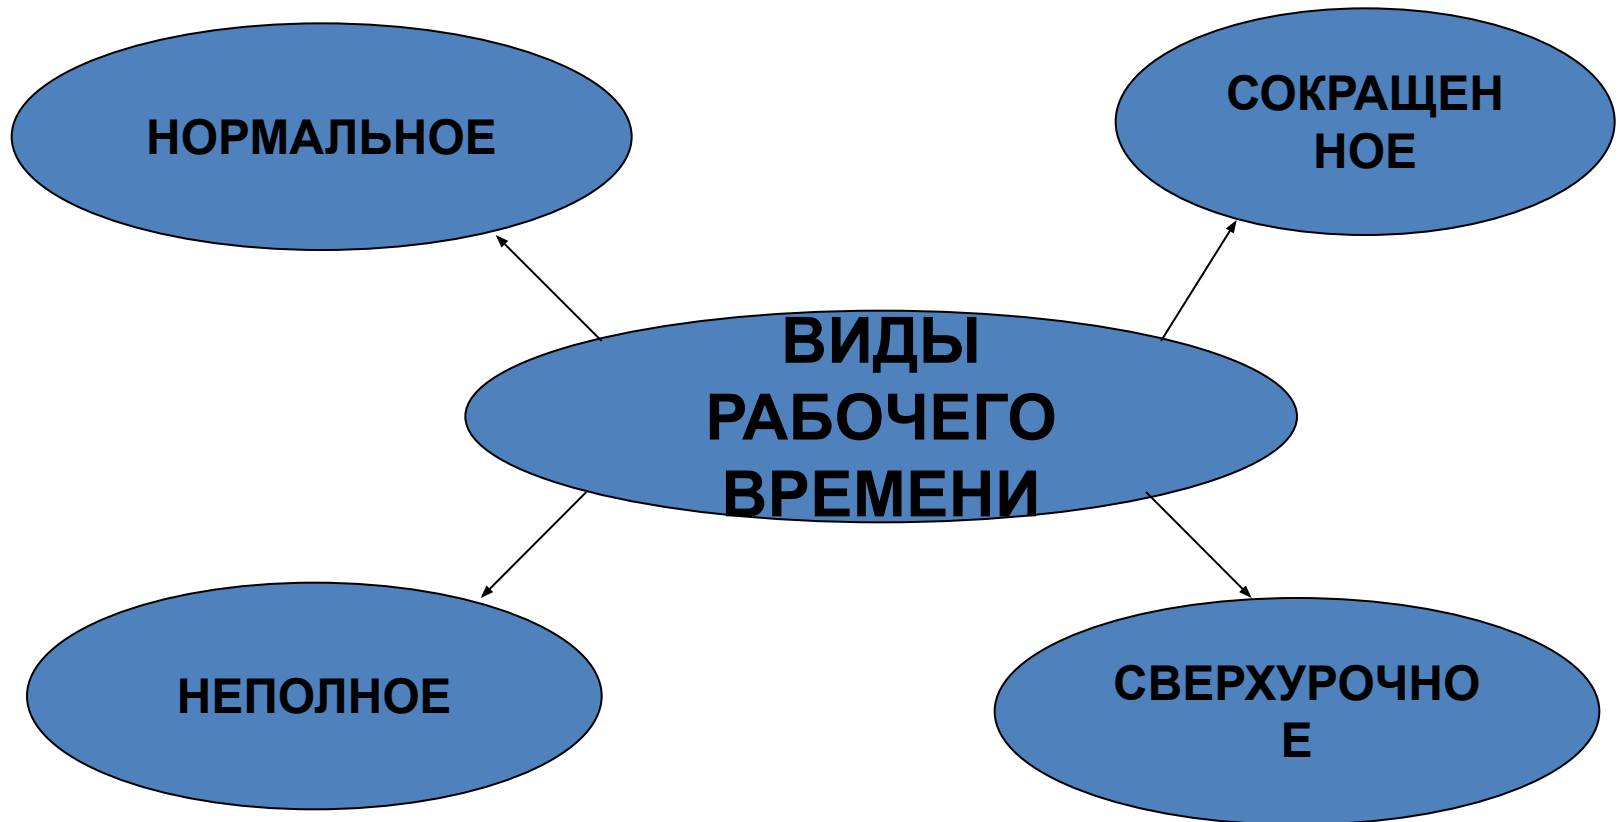 НОРМАЛЬНОЕ
СОКРАЩЕН
НОЕ
ВИДЫ
РАБОЧЕГО
ВРЕМЕНИ
НЕПОЛНОЕ
СВЕРХУРОЧНО
Е